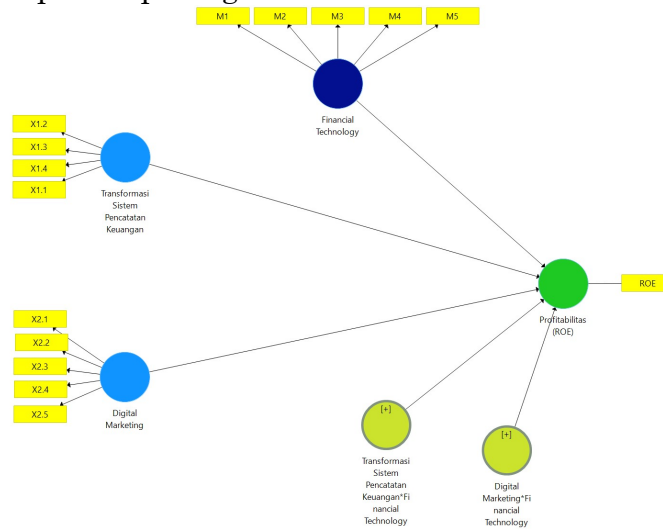 M1
M2
M3
M4
M5
Financial
Technology
X1.2
X1.3
X1.4
X1.1
Transformasi
Sistem
Pencatatan
Keuangan
ROE
Profitabilitas
(ROE)
X2.1
X2.2
X2.3
X2.4
X2.5
Digital
Marketing
[+]
Transformasi
Sistem
Pencatatan
Keuangan*Fi
nancial
Technology
[+]
Digital
Marketing*Fi
nancial
Technology